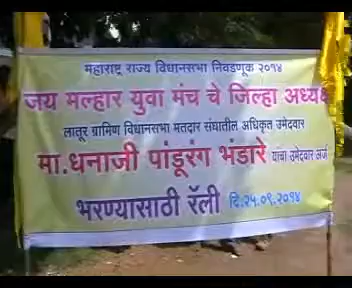 महाराष्ट्र राज्य विधानसभा निवडणूक २०१४
जय मल्हार युवा मंच चे जिल्हा अध्यक्ष
लातूर ग्रामिण विधानसभा मतदार संघातील अधिकृत उमेदवार
मा.धनाजी पांडूरंग भंडारे यांचा उमेदवार अर्ज
भरण्यासाठी रॅली दि:२५.०९.२०१४